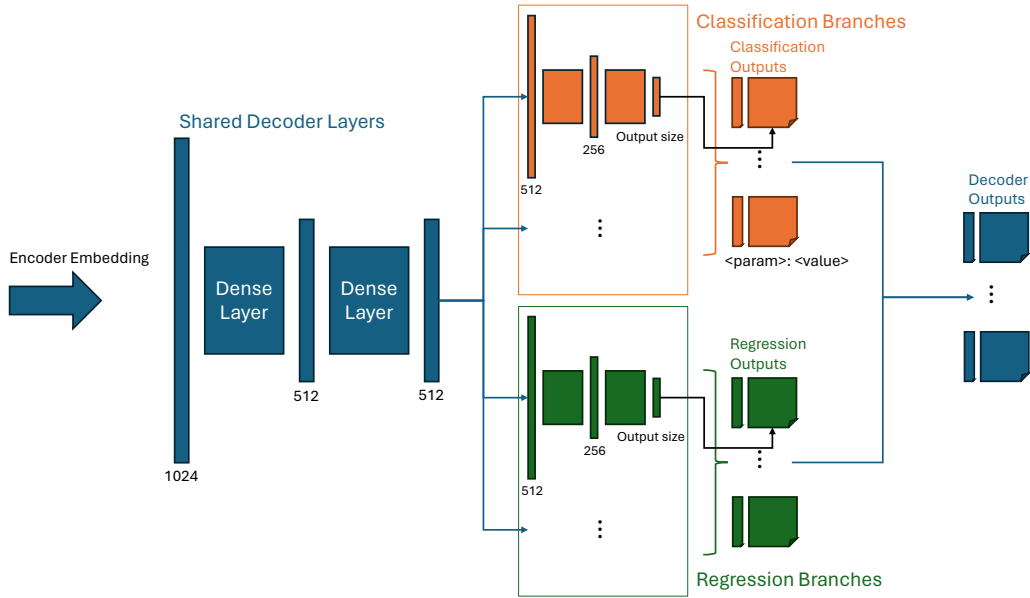 Encoder Embedding
Shared Decoder Layers
1024
Dense
Layer
512
Dense
Layer
512
Classification Branches
512
256
Output size
...
Classification
Outputs
...
<param>: <value>
512
256
Output size
...
Regression
Outputs
...
Regression Branches
Decoder
Outputs
...